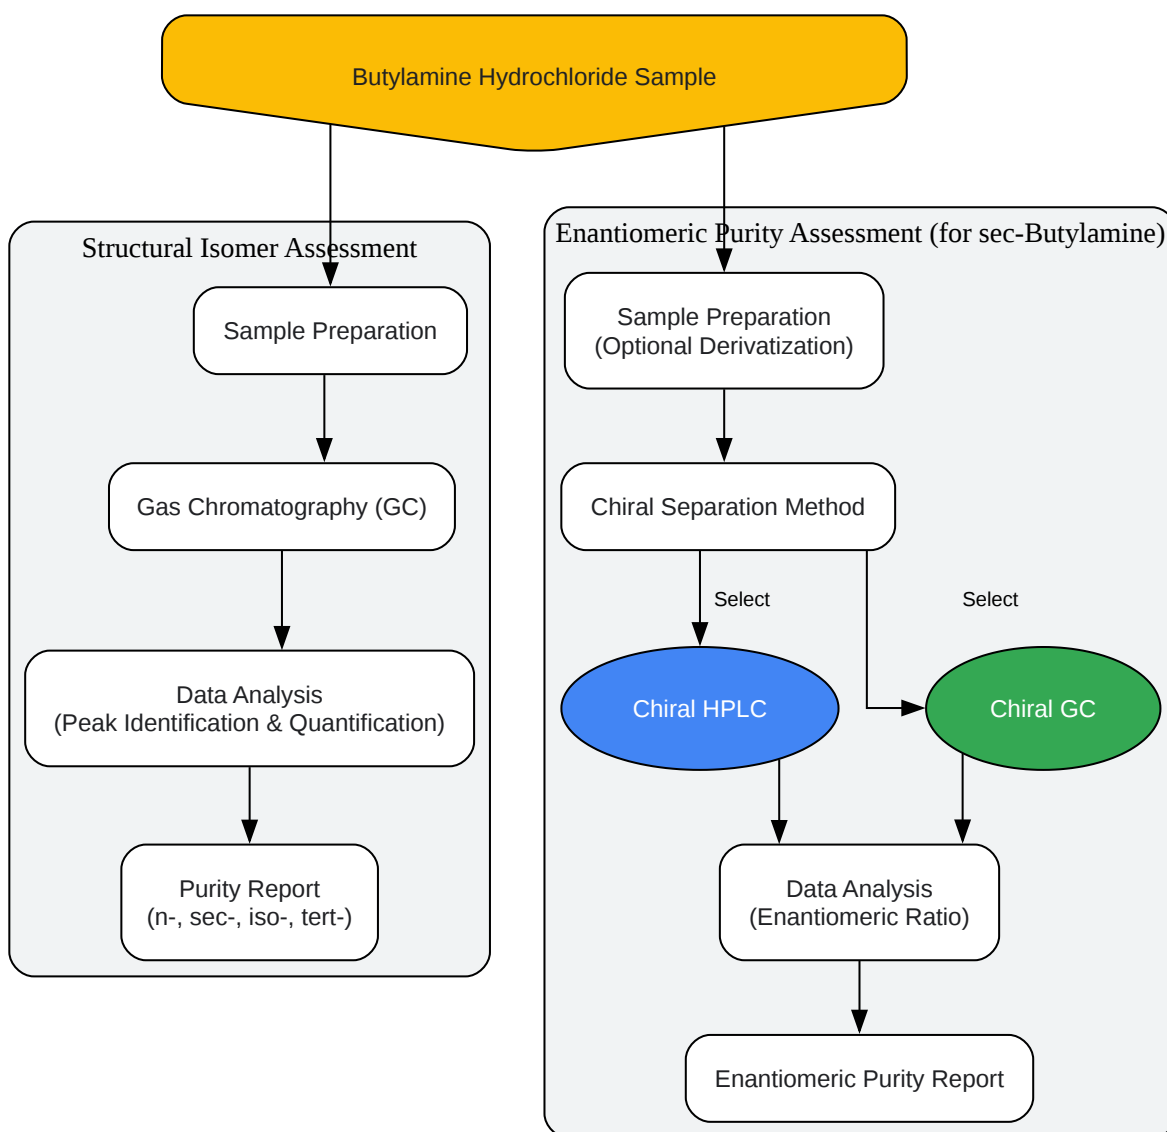 Butylamine Hydrochloride Sample
Structural Isomer Assessment
Sample Preparation
Gas Chromatography (GC)
Data Analysis
(Peak Identification & Quantification)
Purity Report
(n-, sec-, iso-, tert-)
Enantiomeric Purity Assessment (for sec-Butylamine)
Sample Preparation
(Optional Derivatization)
Chiral Separation Method
Select
Select
Chiral HPLC
Chiral GC
Data Analysis
(Enantiomeric Ratio)
Enantiomeric Purity Report